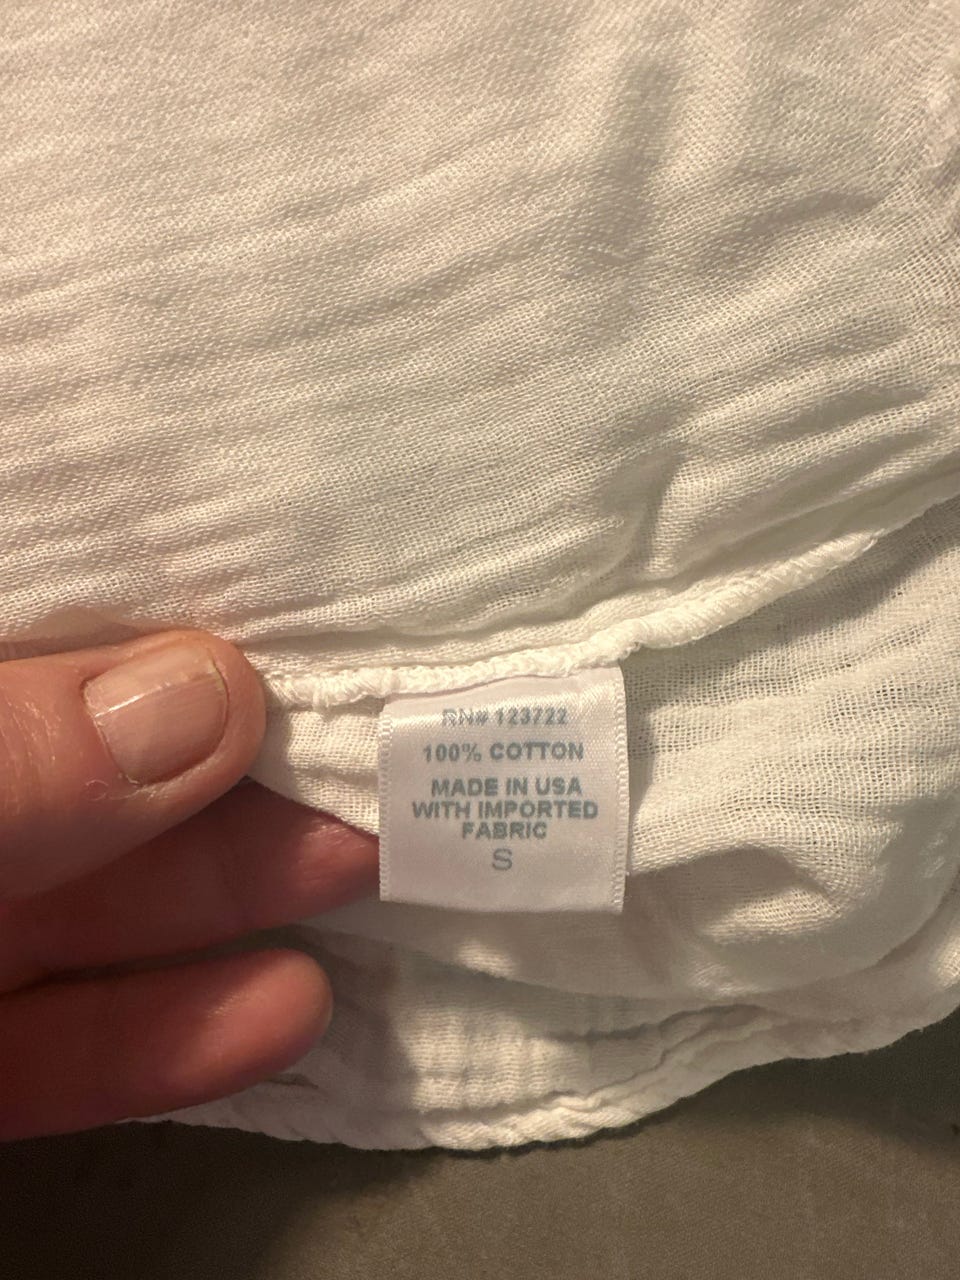 RN# 123722
100% COTTON
MADE IN USA
WITH IMPORTED
FABRIC
S